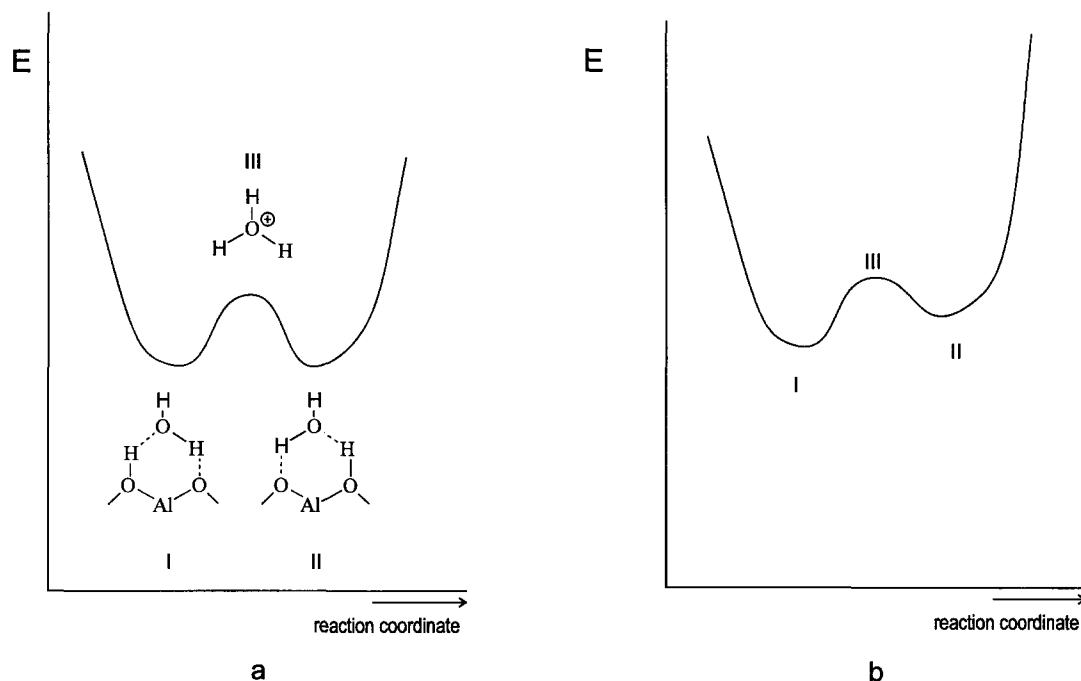 E
III
H
O ⊕
H H
H
O
H H
O Al O
I
H
O
H H
O Al O
II
reaction coordinate
a
E
III
I
II
reaction coordinate
b